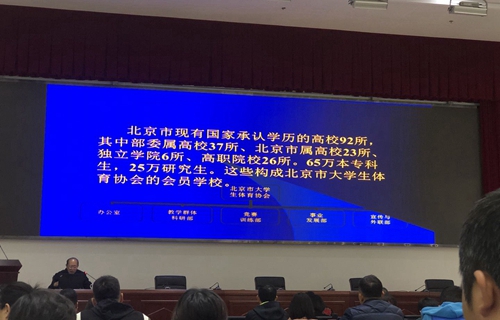 北京市现有国家承认学历的高校92所,
其中部委属高校37所、北京市属高校23所、
独立学院6所、高职院校26所。65万本专科
生，25万研究生。这些构成北京市大学生体
育协会的会员学校。
北京市大学
生体育协会
办公室
教学群体
科研部
竞赛
训练部
事业
发展部
宣传与
外联部